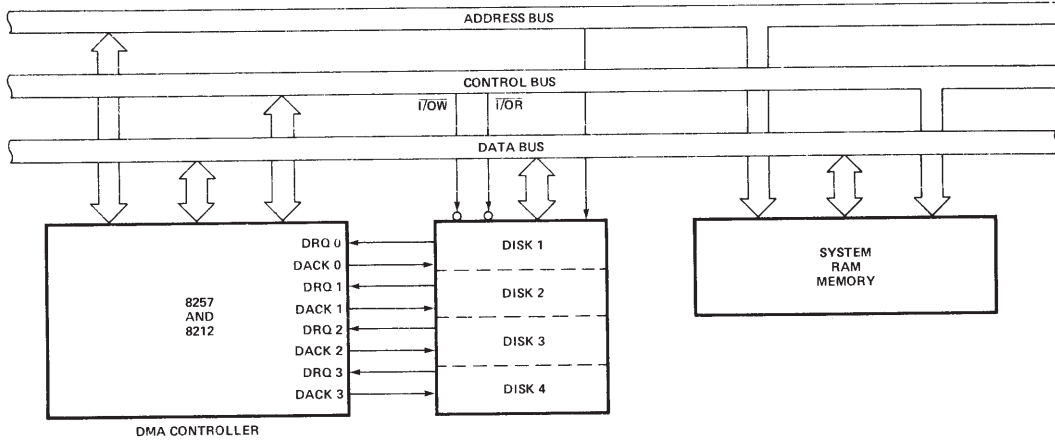 ADDRESS BUS
CONTROL BUS
I/OW I/OR
DATA BUS
DRQ 0
DACK 0
DRQ 1
DACK 1
DRQ 2
DACK 2
DRQ 3
DACK 3
8257
AND
8212
DISK 1
DISK 2
DISK 3
DISK 4
SYSTEM
RAM
MEMORY
DMA CONTROLLER